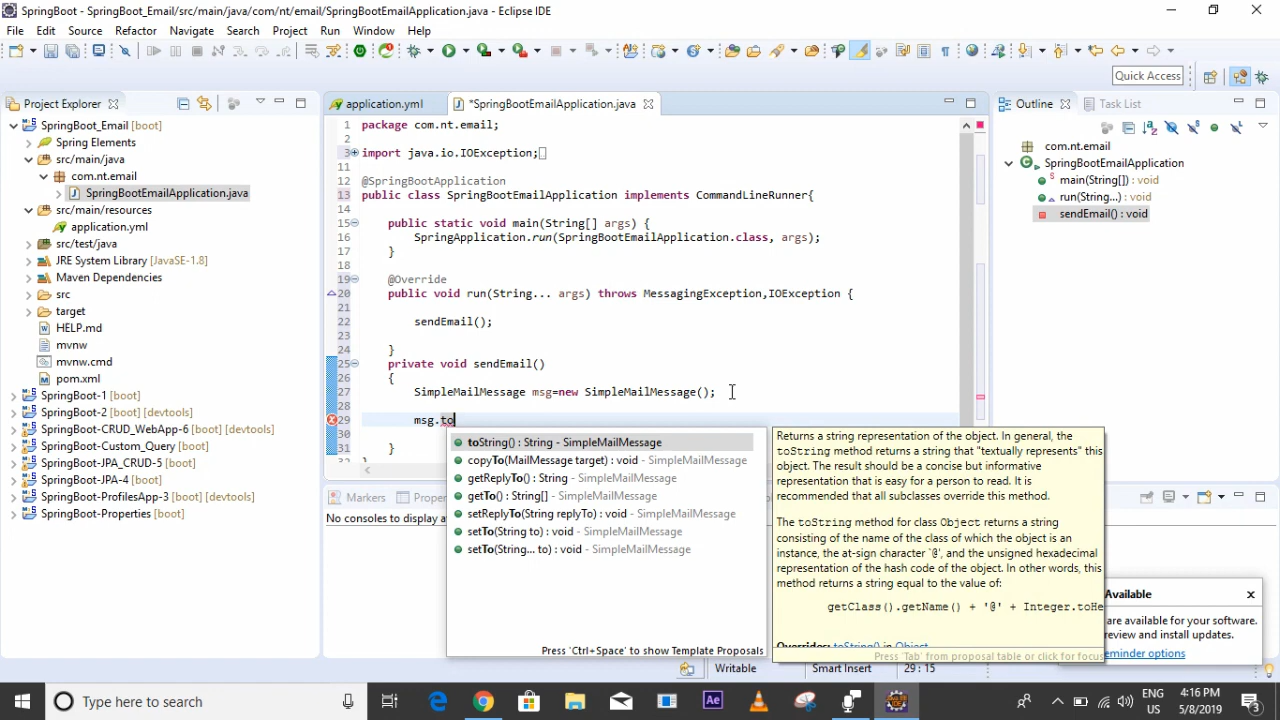 SpringBoot - SpringBoot_Email/src/main/java/com/nt/email/SpringBootEmailApplication.java - Eclipse IDE
File Edit Source Refactor Navigate Search Project Run Window Help
Quick Access
Project Explorer
SpringBoot_Email [boot]
Spring Elements
src/main/java
com.nt.email
SpringBootEmailApplication.java
src/main/resources
application.yml
src/test/java
JRE System Library [JavaSE-1.8]
Maven Dependencies
src
target
HELP.md
mvnw
mvnw.cmd
pom.xml
SpringBoot-1 [boot]
SpringBoot-2 [boot] [devtools]
SpringBoot-CRUD_WebApp-6 [boot] [devtools]
SpringBoot-Custom_Query [boot]
SpringBoot-JPA_CRUD-5 [boot]
SpringBoot-JPA-4 [boot]
SpringBoot-ProfilesApp-3 [boot] [devtools]
SpringBoot-Properties [boot]
application.yml *SpringBootEmailApplication.java
1 package com.nt.email;
2
3 import java.io.IOException;
11
12 @SpringBootApplication
13 public class SpringBootEmailApplication implements CommandLineRunner{
14
15 public static void main(String[] args) {
16 SpringApplication.run(SpringBootEmailApplication.class, args);
17 }
18
19 @Override
20 public void run(String... args) throws MessagingException,IOException {
21
22 sendEmail();
23
24 }
25 private void sendEmail()
26 {
27 SimpleMailMessage msg=new SimpleMailMessage();
28
29 msg.to
30
31 }
32 }
toString() : String - SimpleMailMessage
copyTo(MailMessage target) : void - SimpleMailMessage
getReplyTo() : String - SimpleMailMessage
getTo() : String[] - SimpleMailMessage
setReplyTo(String replyTo) : void - SimpleMailMessage
setTo(String to) : void - SimpleMailMessage
setTo(String... to) : void - SimpleMailMessage
Press 'Ctrl+Space' to show Template Proposals
Returns a string representation of the object. In general, the
toString method returns a string that "textually represents" this
object. The result should be a concise but informative
representation that is easy for a person to read. It is
recommended that all subclasses override this method.
The toString method for class Object returns a string
consisting of the name of the class of which the object is an
instance, the at-sign character `@', and the unsigned hexadecimal
representation of the hash code of the object. In other words, this
method returns a string equal to the value of:
getClass().getName() + '@' + Integer.toHe
Overrides: toString() in Object
Press 'Tab' from proposal table or click for focus
Outline Task List
com.nt.email
SpringBootEmailApplication
main(String[]) : void
run(String...) : void
sendEmail() : void
Markers Proper
No consoles to display a
Available
are available for your software.
review and install updates.
eminder options
Writable Smart Insert 29 : 15
Type here to search
Ae
ENG
US
4:16 PM
5/8/2019
3